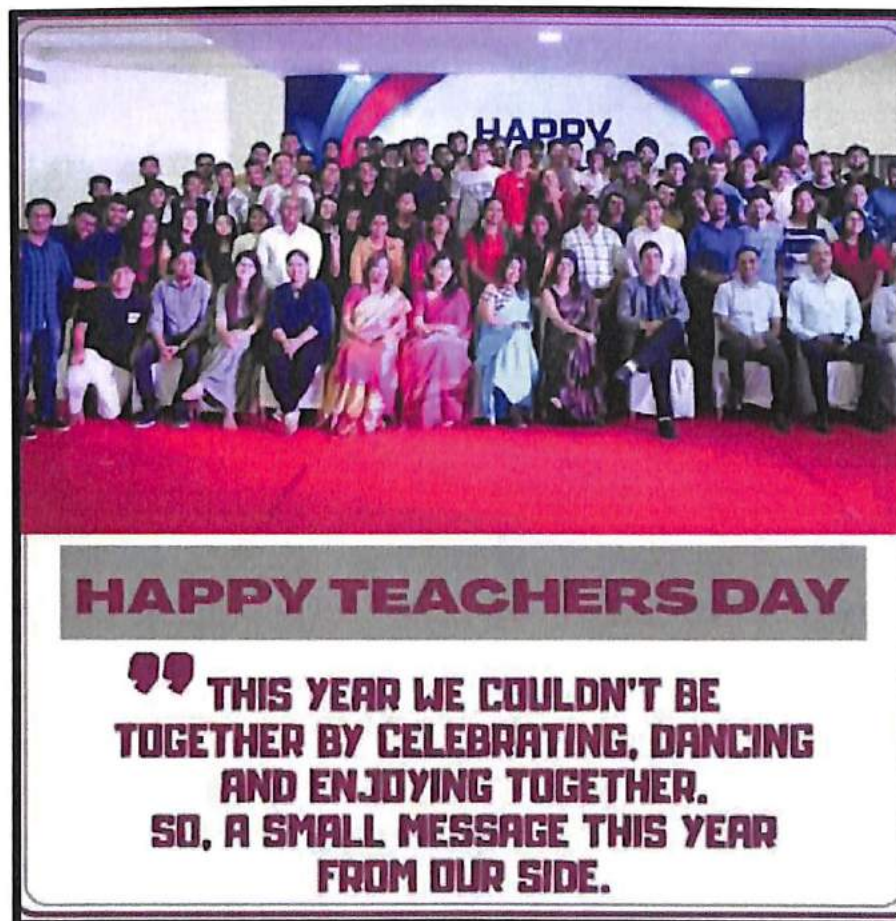 HAPPY
HAPPY TEACHERS DAY
" THIS YEAR WE COULDN'T BE
TOGETHER BY CELEBRATING, DANCING
AND ENJOYING TOGETHER.
SO, A SMALL MESSAGE THIS YEAR
FROM OUR SIDE.